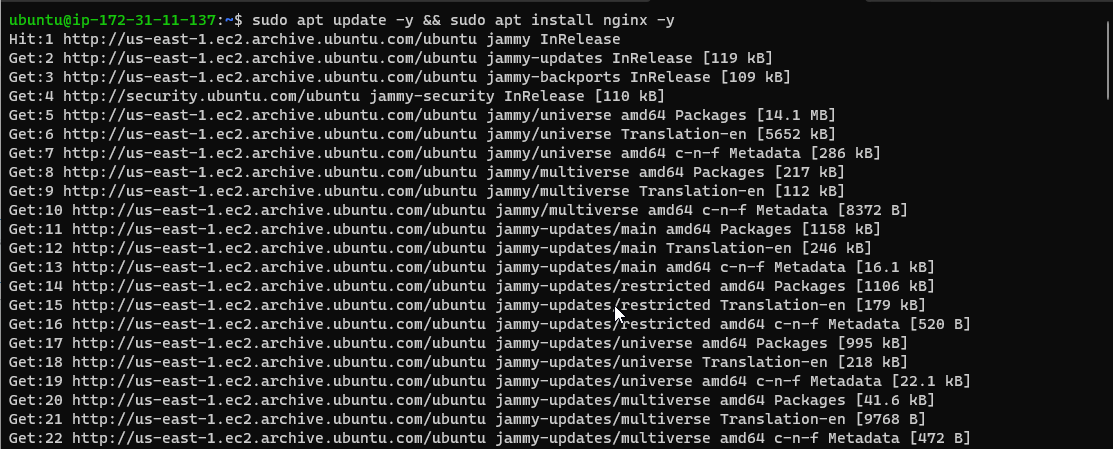 ubuntu@ip-172-31-11-137:~$ sudo apt update -y && sudo apt install nginx -y
Hit:1 http://us-east-1.ec2.archive.ubuntu.com/ubuntu jammy InRelease
Get:2 http://us-east-1.ec2.archive.ubuntu.com/ubuntu jammy-updates InRelease [119 kB]
Get:3 http://us-east-1.ec2.archive.ubuntu.com/ubuntu jammy-backports InRelease [109 kB]
Get:4 http://security.ubuntu.com/ubuntu jammy-security InRelease [110 kB]
Get:5 http://us-east-1.ec2.archive.ubuntu.com/ubuntu jammy/universe amd64 Packages [14.1 MB]
Get:6 http://us-east-1.ec2.archive.ubuntu.com/ubuntu jammy/universe Translation-en [5652 kB]
Get:7 http://us-east-1.ec2.archive.ubuntu.com/ubuntu jammy/universe amd64 c-n-f Metadata [286 kB]
Get:8 http://us-east-1.ec2.archive.ubuntu.com/ubuntu jammy/multiverse amd64 Packages [217 kB]
Get:9 http://us-east-1.ec2.archive.ubuntu.com/ubuntu jammy/multiverse Translation-en [112 kB]
Get:10 http://us-east-1.ec2.archive.ubuntu.com/ubuntu jammy/multiverse amd64 c-n-f Metadata [8372 B]
Get:11 http://us-east-1.ec2.archive.ubuntu.com/ubuntu jammy-updates/main amd64 Packages [1158 kB]
Get:12 http://us-east-1.ec2.archive.ubuntu.com/ubuntu jammy-updates/main Translation-en [246 kB]
Get:13 http://us-east-1.ec2.archive.ubuntu.com/ubuntu jammy-updates/main amd64 c-n-f Metadata [16.1 kB]
Get:14 http://us-east-1.ec2.archive.ubuntu.com/ubuntu jammy-updates/restricted amd64 Packages [1106 kB]
Get:15 http://us-east-1.ec2.archive.ubuntu.com/ubuntu jammy-updates/restricted Translation-en [179 kB]
Get:16 http://us-east-1.ec2.archive.ubuntu.com/ubuntu jammy-updates/restricted amd64 c-n-f Metadata [520 B]
Get:17 http://us-east-1.ec2.archive.ubuntu.com/ubuntu jammy-updates/universe amd64 Packages [995 kB]
Get:18 http://us-east-1.ec2.archive.ubuntu.com/ubuntu jammy-updates/universe Translation-en [218 kB]
Get:19 http://us-east-1.ec2.archive.ubuntu.com/ubuntu jammy-updates/universe amd64 c-n-f Metadata [22.1 kB]
Get:20 http://us-east-1.ec2.archive.ubuntu.com/ubuntu jammy-updates/multiverse amd64 Packages [41.6 kB]
Get:21 http://us-east-1.ec2.archive.ubuntu.com/ubuntu jammy-updates/multiverse Translation-en [9768 B]
Get:22 http://us-east-1.ec2.archive.ubuntu.com/ubuntu jammy-updates/multiverse amd64 c-n-f Metadata [472 B]